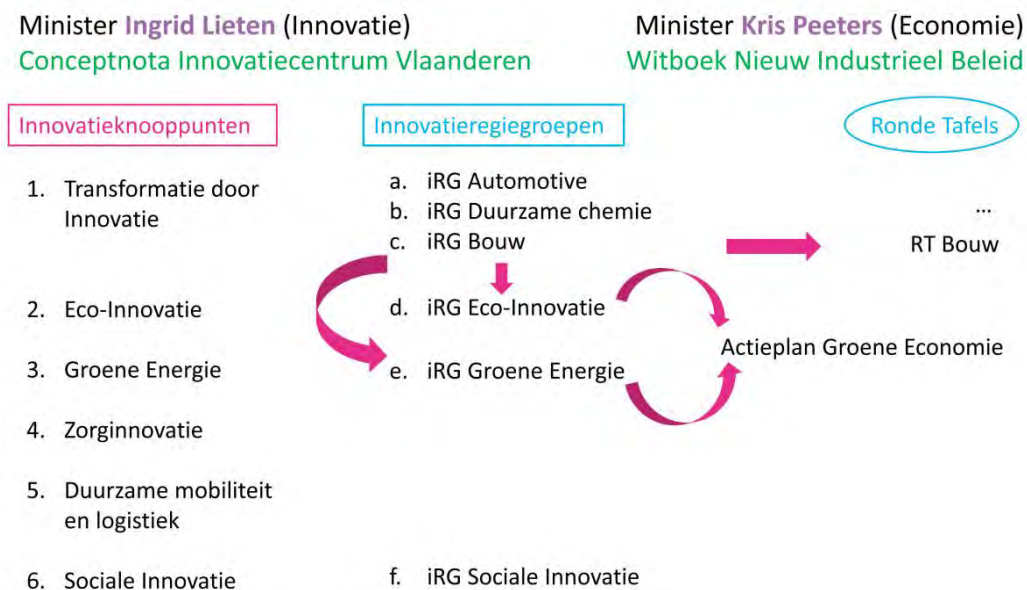 Minister Ingrid Lieten (Innovatie)
Minister Kris Peeters (Economie)
Conceptnota Innovatiecentrum Vlaanderen
Witboek Nieuw Industrieel Beleid
Innovatieknooppunten
Innovatieregiegroepen
Ronde Tafels
1. Transformatie door
Innovatie
2. Eco-Innovatie
3. Groene Energie
4. Zorginnovatie
5. Duurzame mobiliteit
en logistiek
6. Sociale Innovatie
a. iRG Automotive
b. iRG Duurzame chemie
c. iRG Bouw
d. iRG Eco-Innovatie
e. iRG Groene Energie
f. iRG Sociale Innovatie
...
RT Bouw
Actieplan Groene Economie